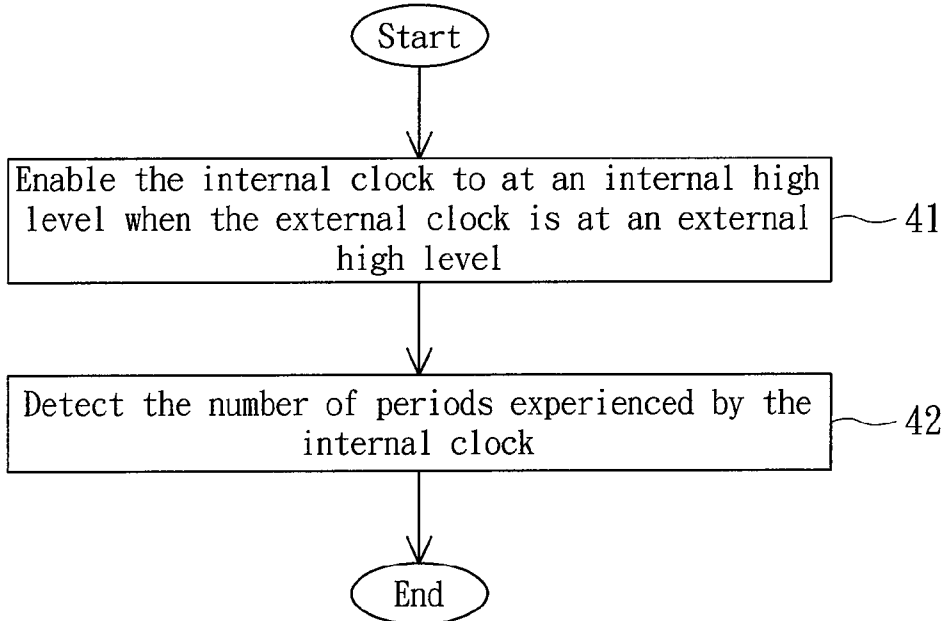 Start
Enable the internal clock to at an internal high
level when the external clock is at an external
high level
41
Detect the number of periods experienced by the
internal clock
42
End